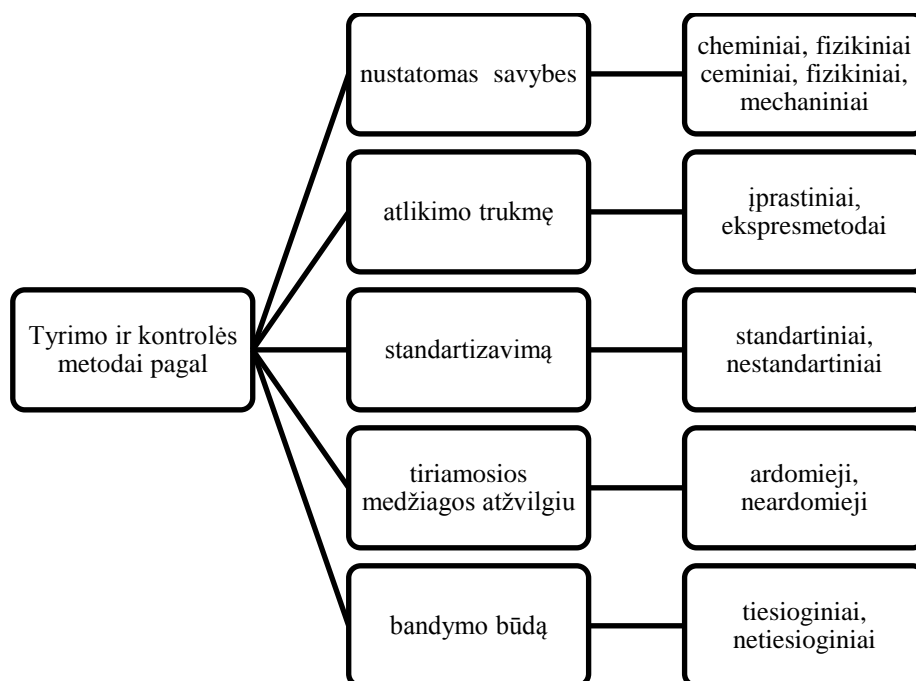 Tyrimo ir kontrolės
metodai pagal
nustatomas savybes
cheminiai, fizikiniai
ceminiai, fizikiniai,
mechaniniai
atlikimo trukmę
įprastiniai,
ekspresmetodai
standartizavimą
standartiniai,
nestandartiniai
tiriamosios
medžiagos atžvilgiu
ardomieji,
neardomieji
bandymo būdą
tiesioginiai,
netiesioginiai